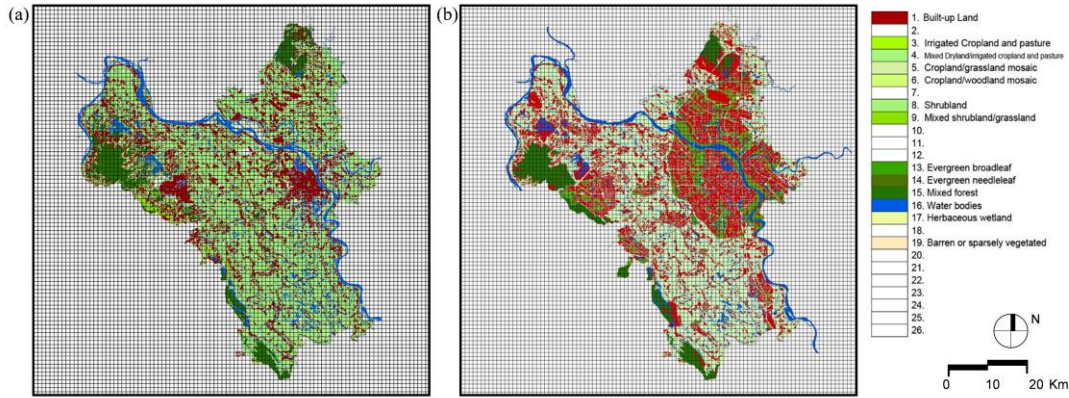 (a)
(b)
1. Built-up Land
2.
3. Irrigated Cropland and pasture
4. Mixed Dryland/irrigated cropland and pasture
5. Cropland/grassland mosaic
6. Cropland/woodland mosaic
7.
8. Shrubland
9. Mixed shrubland/grassland
10.
11.
12.
13. Evergreen broadleaf
14. Evergreen needleleaf
15. Mixed forest
16. Water bodies
17. Herbaceous wetland
18.
19. Barren or sparsely vegetated
20.
21.
22.
23.
24.
25.
26.
N
0 10 20 Km